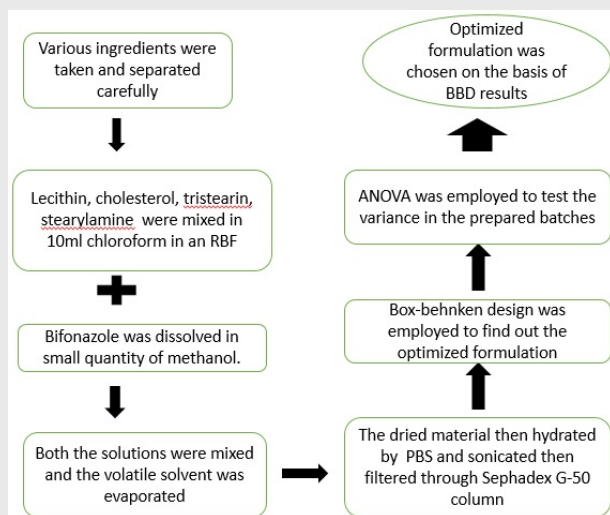 Various ingredients were
taken and separated
carefully
Lecithin, cholesterol, tristearin,
stearylamine were mixed in
10ml chloroform in an RBF
Bifonazole was dissolved in
small quantity of methanol.
Both the solutions were mixed
and the volatile solvent was
evaporated
The dried material then hydrated
by PBS and sonicated then
filtered through Sephadex G-50
column
Box-behnken design was
employed to find out the
optimized formulation
ANOVA was employed to test the
variance in the prepared batches
Optimized
formulation was
chosen on the basis of
BBD results